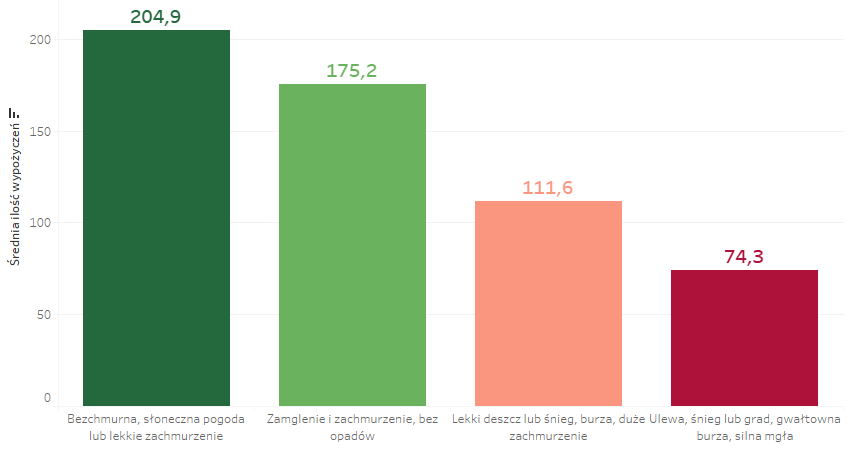 204,9
175,2
111,6
74,3
Średnia ilość wypożyczeń
200
150
100
50
0
Bezchmurna, słoneczna pogoda
lub lekkie zachmurzenie
Zamglenie i zachmurzenie, bez
opadów
Lekki deszcz lub śnieg, burza, duże
zachmurzenie
Ulewa, śnieg lub grad, gwałtowna
burza, silna mgła